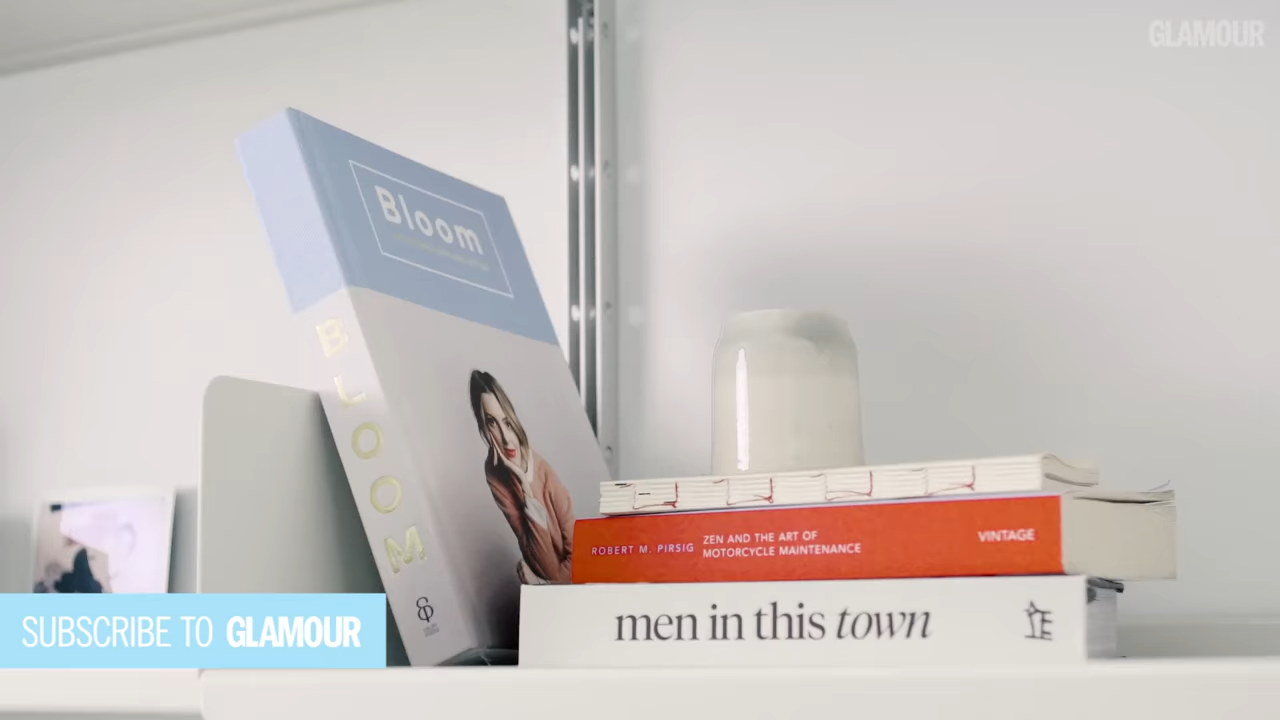 GLAMOUR
Bloom
BLOOM
ROBERT M. PIRSIG
ZEN AND THE ART OF
MOTORCYCLE MAINTENANCE
VINTAGE
men in this town
SUBSCRIBE TO GLAMOUR